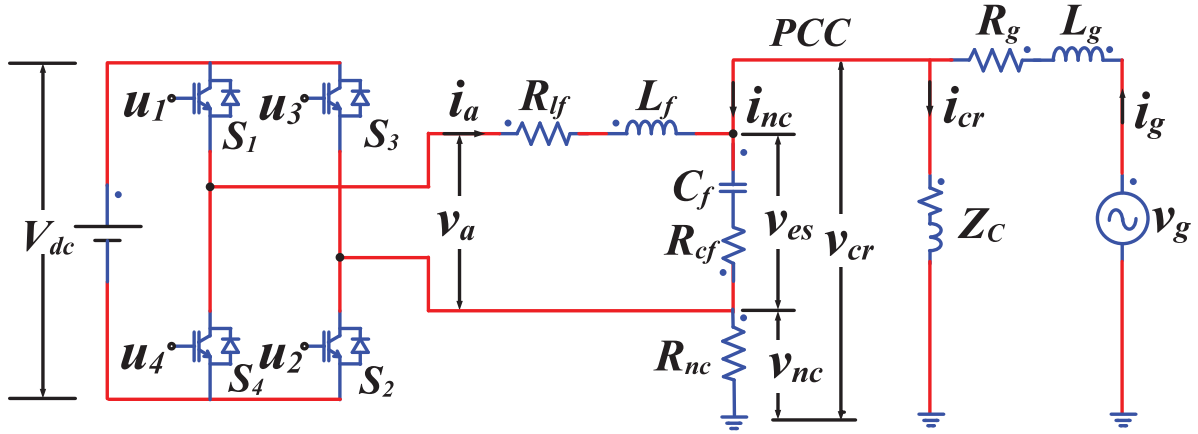 PCC
R_g
L_g
V_dc
u_1
S_1
u_3
S_3
i_a
R_lf
L_f
i_nc
i_cr
i_g
v_a
C_f
R_cf
v_es
v_cr
Z_C
v_g
u_4
S_4
u_2
S_2
R_nc
v_nc